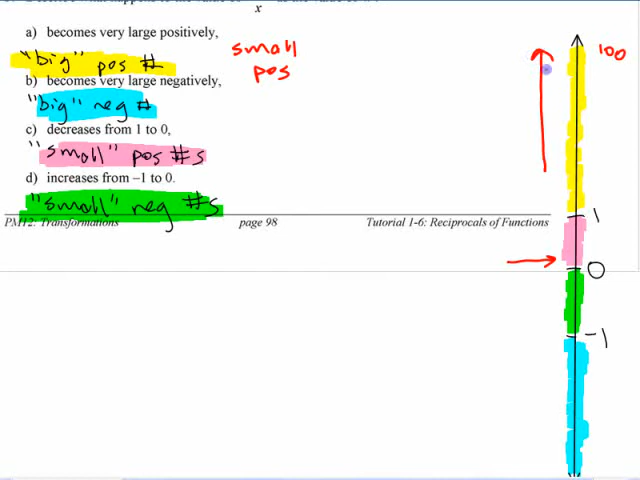 x
a) becomes very large positively,
"big" pos #
b) becomes very large negatively,
"big" neg #
c) decreases from 1 to 0,
"small" pos #s
d) increases from –1 to 0.
"small" neg #s
small
pos
PM12: Transformations page 98 Tutorial 1-6: Reciprocals of Functions
100
1
0
-1